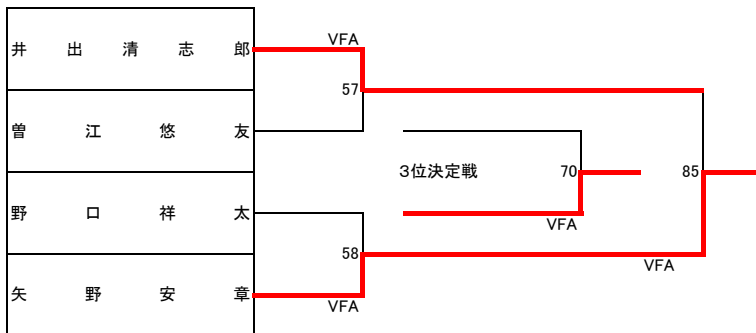 井出清志郎
VFA
57
曽江悠友
3位決定戦
70
85
野口祥太
VFA
58
VFA
矢野安章
VFA